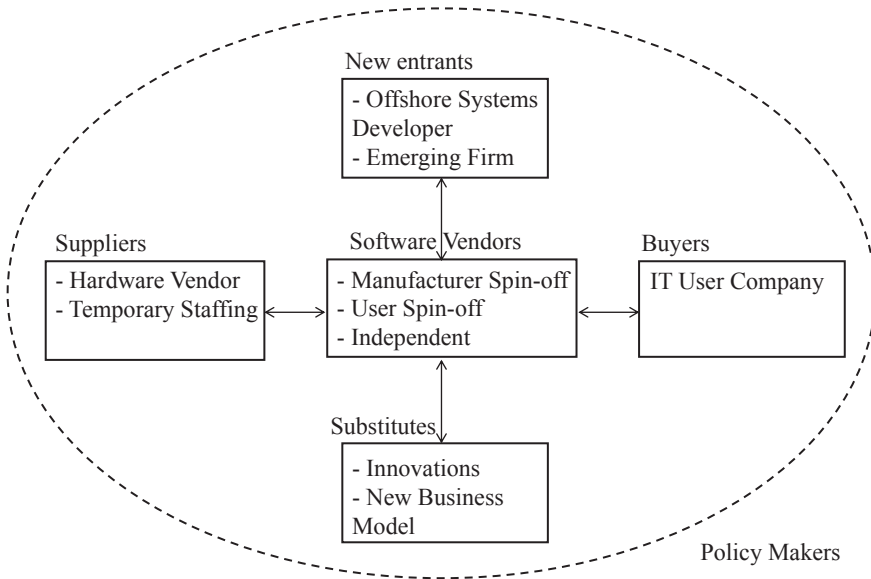 New entrants
- Offshore Systems
Developer
- Emerging Firm
Suppliers
- Hardware Vendor
- Temporary Staffing
Software Vendors
- Manufacturer Spin-off
- User Spin-off
- Independent
Buyers
IT User Company
Substitutes
- Innovations
- New Business
Model
Policy Makers